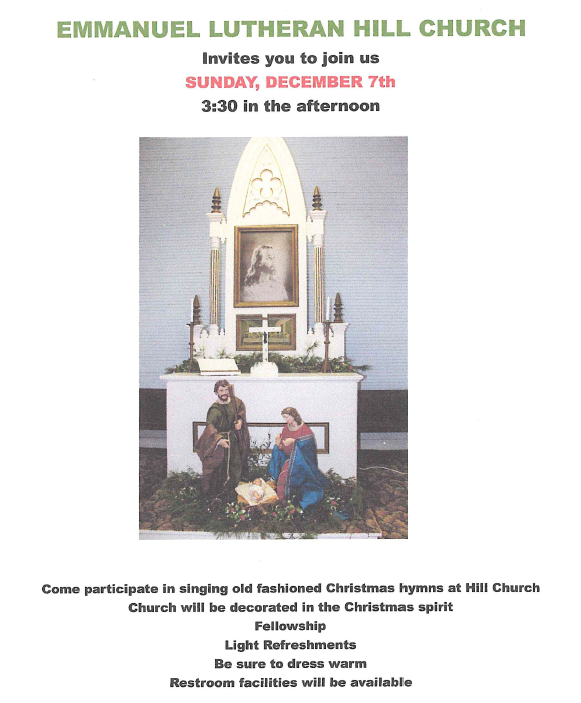 EMMANUEL LUTHERAN HILL CHURCH
Invites you to join us
SUNDAY, DECEMBER 7th
3:30 in the afternoon
Come participate in singing old fashioned Christmas hymns at Hill Church
Church will be decorated in the Christmas spirit
Fellowship
Light Refreshments
Be sure to dress warm
Restroom facilities will be available